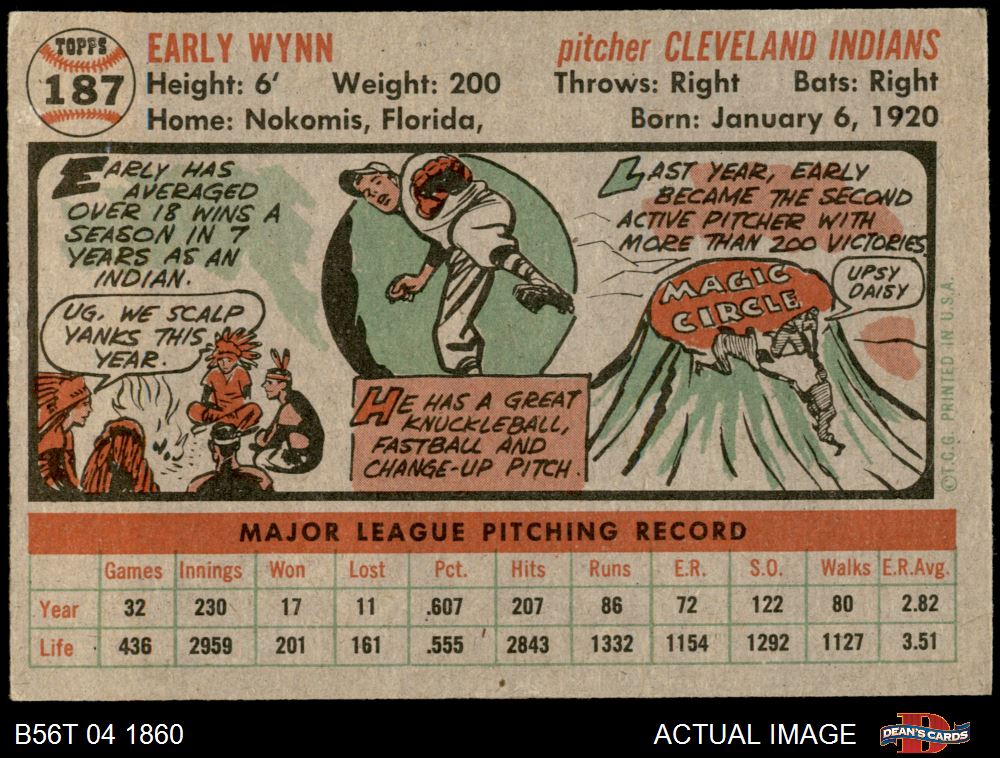 TOPPS
187
EARLY WYNN
pitcher CLEVELAND INDIANS
Height: 6' Weight: 200 Throws: Right Bats: Right
Home: Nokomis, Florida, Born: January 6, 1920
EARLY HAS
AVERAGED
OVER 18 WINS A
SEASON IN 7
YEARS AS AN
INDIAN.
UG. WE SCALP
YANKS THIS
YEAR.
HE HAS A GREAT
KNUCKLEBALL,
FASTBALL AND
CHANGE-UP PITCH.
LAST YEAR, EARLY
BECAME THE SECOND
ACTIVE PITCHER WITH
MORE THAN 200 VICTORIES
MAGIC
CIRCLE
UPSY
DAISY
©T.C.G. PRINTED IN U.S.A.
MAJOR LEAGUE PITCHING RECORD
Games Innings Won Lost Pct. Hits Runs E.R. S.O. Walks E.R.Avg.
Year 32 230 17 11 .607 207 86 72 122 80 2.82
Life 436 2959 201 161 .555 2843 1332 1154 1292 1127 3.51
B56T 04 1860
ACTUAL IMAGE
DEAN'S CARDS